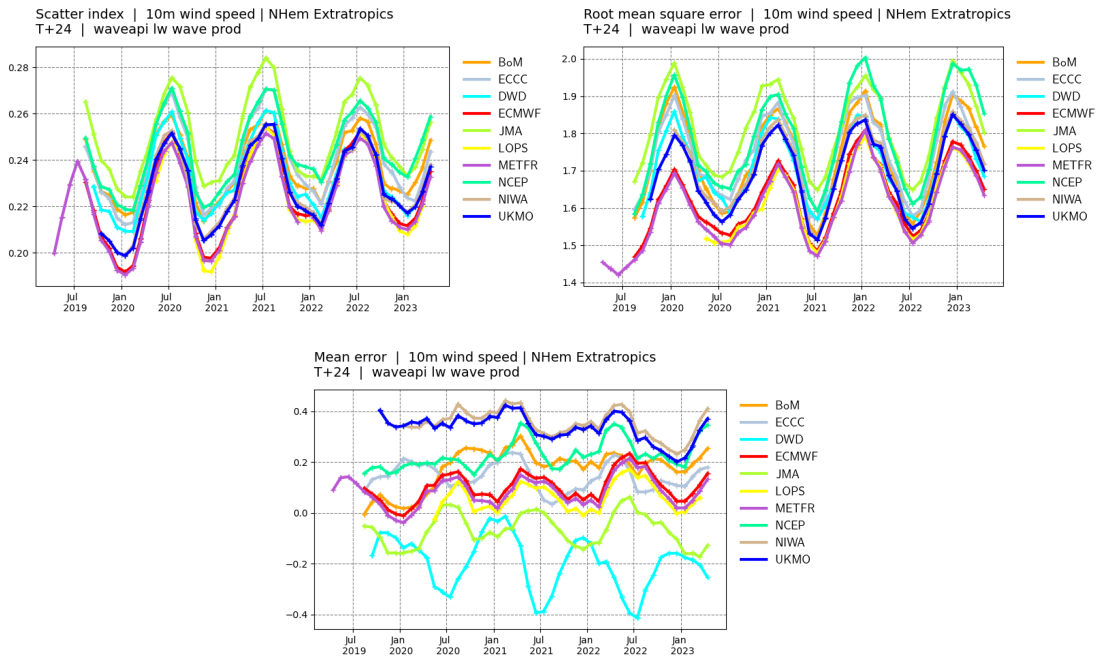 Scatter index | 10m wind speed | NHem Extratropics
T+24 | waveapi lw wave prod
0.28
0.26
0.24
0.22
0.20
Jul
2019
Jan
2020
Jul
2020
Jan
2021
Jul
2021
Jan
2022
Jul
2022
Jan
2023
BoM
ECCC
DWD
ECMWF
JMA
LOPS
METFR
NCEP
NIWA
UKMO
Root mean square error | 10m wind speed | NHem Extratropics
T+24 | waveapi lw wave prod
2.0
1.9
1.8
1.7
1.6
1.5
1.4
Jul
2019
Jan
2020
Jul
2020
Jan
2021
Jul
2021
Jan
2022
Jul
2022
Jan
2023
BoM
ECCC
DWD
ECMWF
JMA
LOPS
METFR
NCEP
NIWA
UKMO
Mean error | 10m wind speed | NHem Extratropics
T+24 | waveapi lw wave prod
0.4
0.2
0.0
−0.2
−0.4
Jul
2019
Jan
2020
Jul
2020
Jan
2021
Jul
2021
Jan
2022
Jul
2022
Jan
2023
BoM
ECCC
DWD
ECMWF
JMA
LOPS
METFR
NCEP
NIWA
UKMO